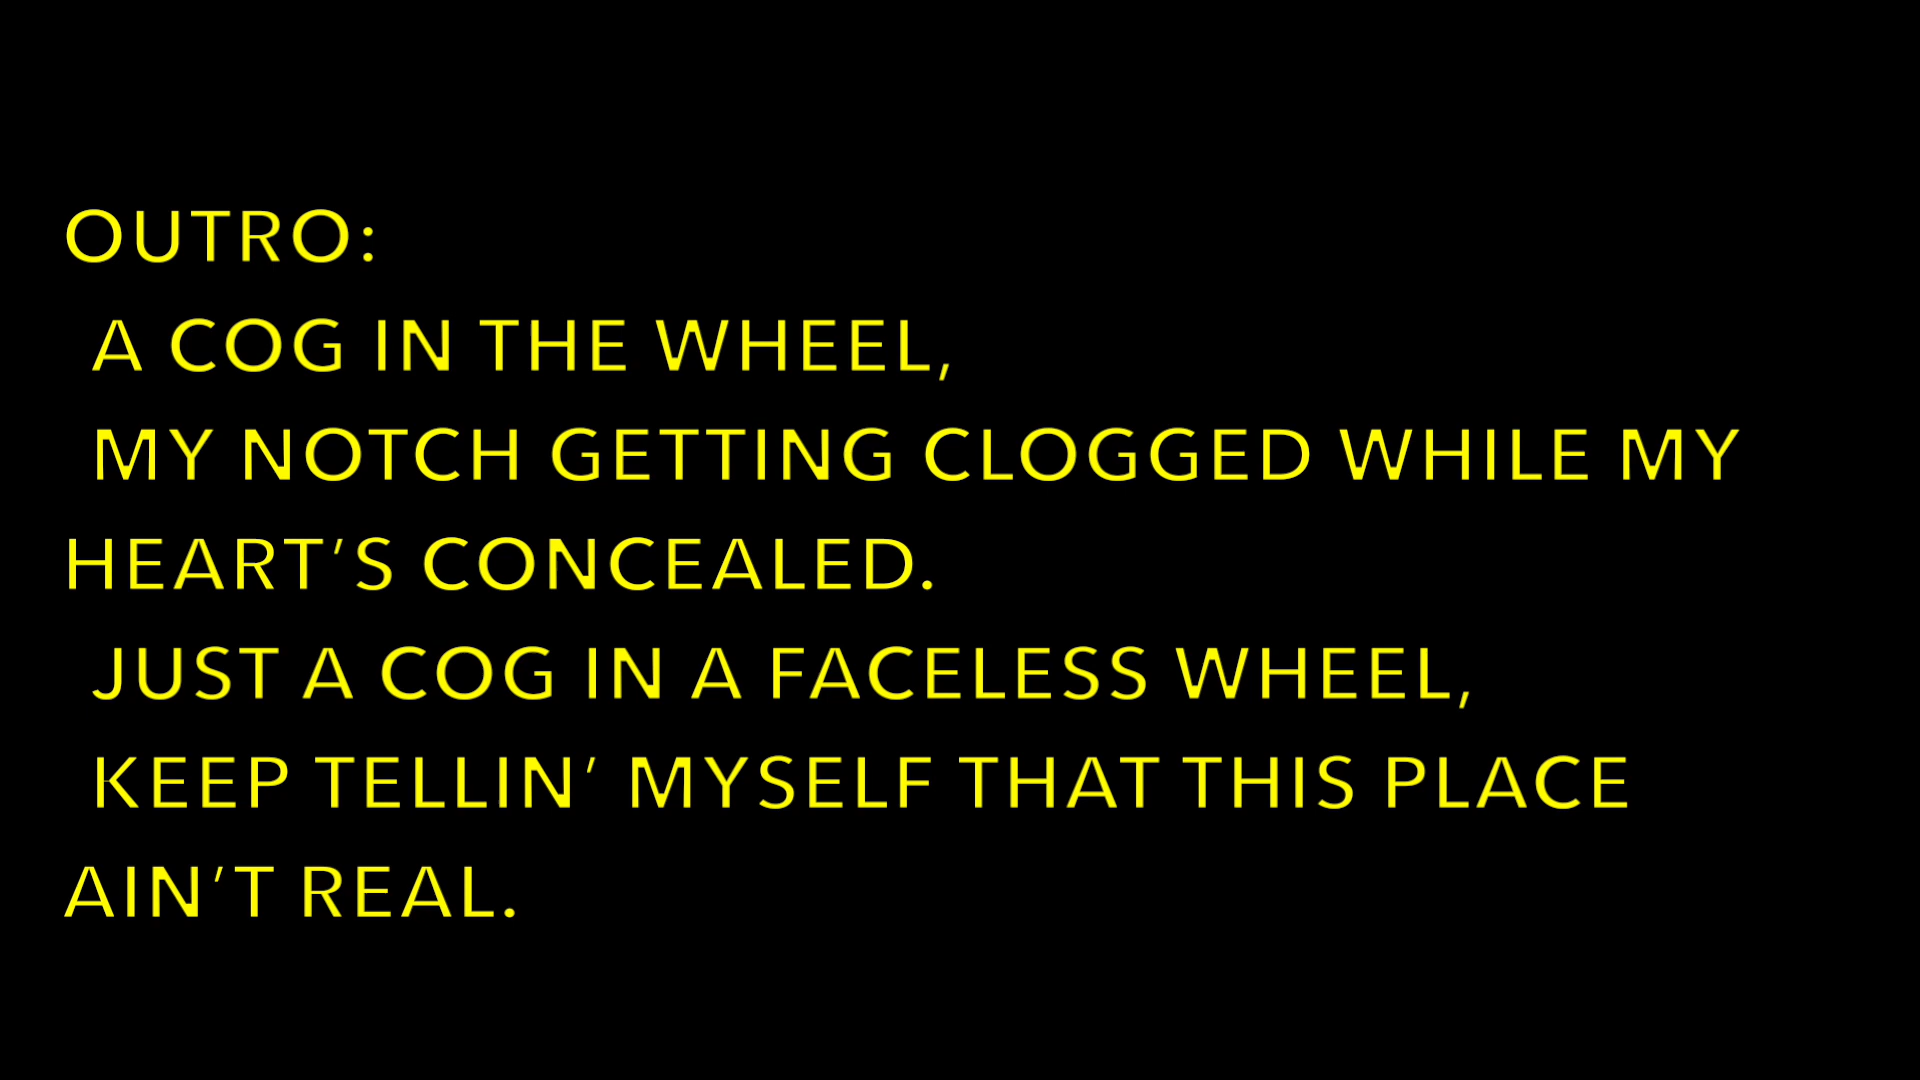 OUTRO:
A COG IN THE WHEEL,
MY NOTCH GETTING CLOGGED WHILE MY
HEART’S CONCEALED.
JUST A COG IN A FACELESS WHEEL,
KEEP TELLIN’ MYSELF THAT THIS PLACE
AIN’T REAL.